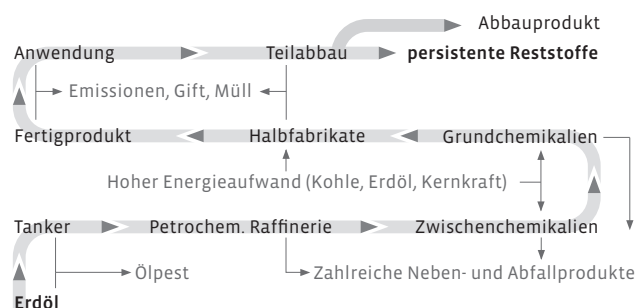 Abbauprodukt
Anwendung Teilabbau persistente Reststoffe
Emissionen, Gift, Müll
Fertigprodukt Halbfabrikate Grundchemikalien
Hoher Energieaufwand (Kohle, Erdöl, Kernkraft)
Tanker Petrochem. Raffinerie Zwischenchemikalien
Ölpest Zahlreiche Neben- und Abfallprodukte
Erdöl